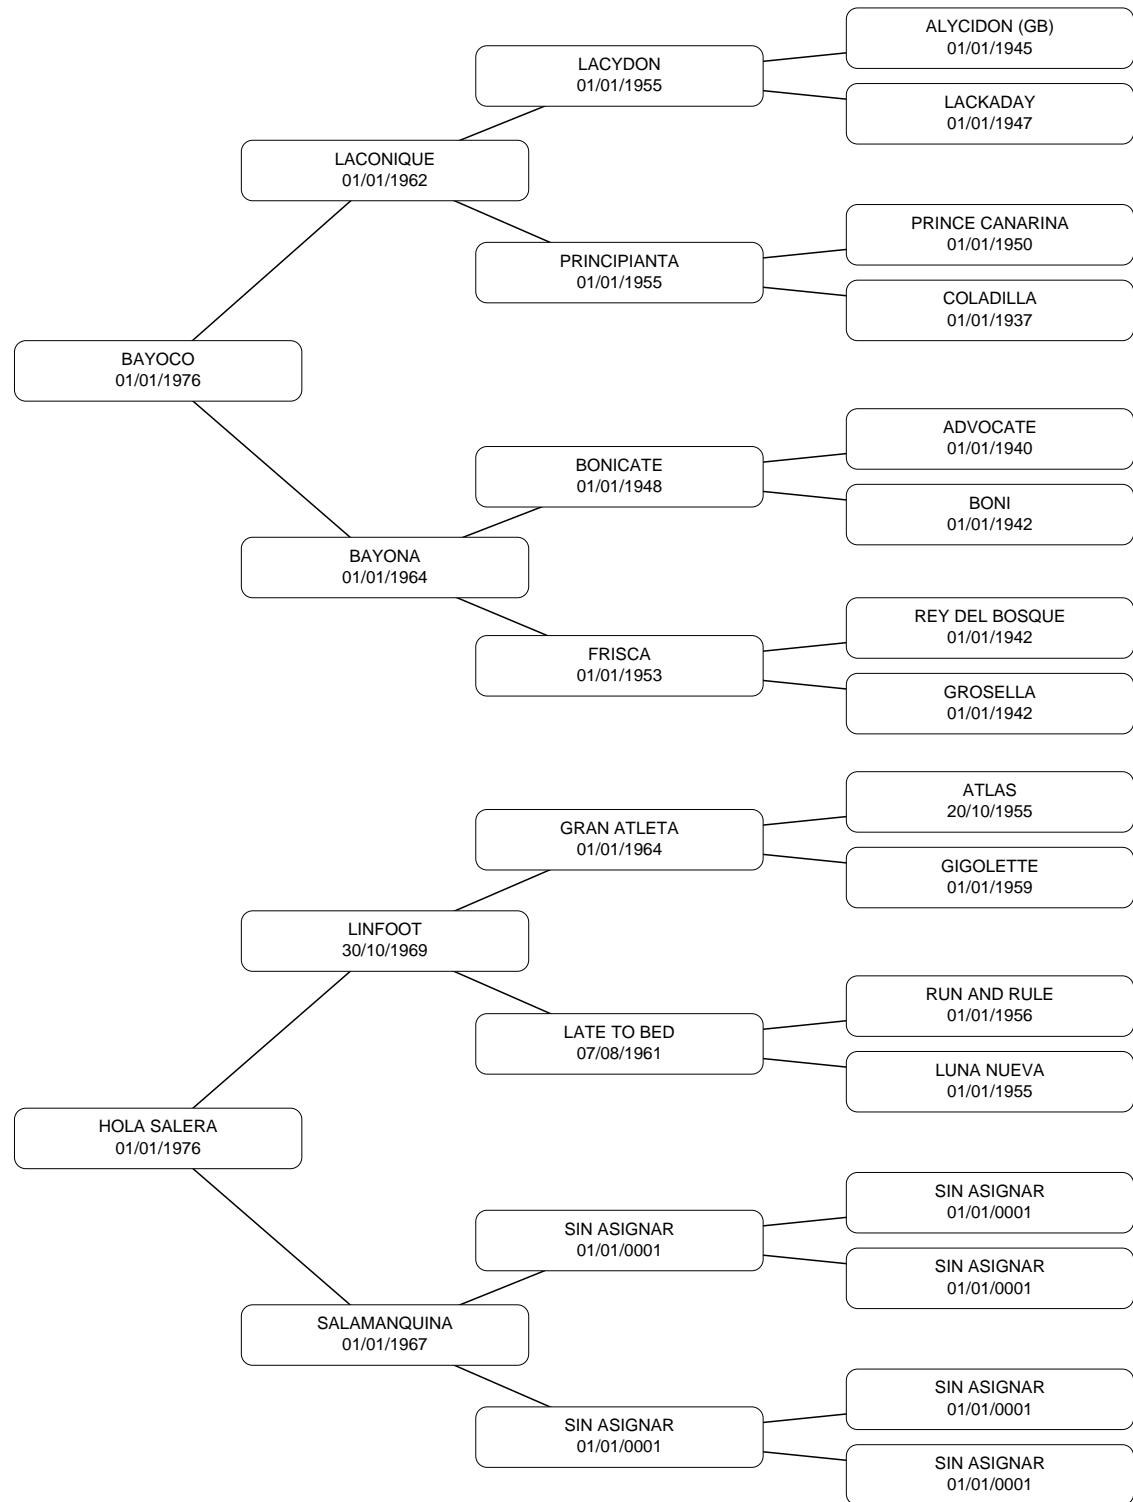 ALYCIDON (GB)
01/01/1945
LACYDON
01/01/1955
LACKADAY
01/01/1947
LACONIQUE
01/01/1962
PRINCE CANARINA
01/01/1950
PRINCIPIANTA
01/01/1955
COLADILLA
01/01/1937
BAYOCO
01/01/1976
ADVOCATE
01/01/1940
BONICATE
01/01/1948
BONI
01/01/1942
BAYONA
01/01/1964
REY DEL BOSQUE
01/01/1942
FRISCA
01/01/1953
GROSELLA
01/01/1942
ATLAS
20/10/1955
GRAN ATLETA
01/01/1964
GIGOLETTE
01/01/1959
LINFOOT
30/10/1969
RUN AND RULE
01/01/1956
LATE TO BED
07/08/1961
LUNA NUEVA
01/01/1955
HOLA SALERA
01/01/1976
SIN ASIGNAR
01/01/0001
SIN ASIGNAR
01/01/0001
SIN ASIGNAR
01/01/0001
SALAMANQUINA
01/01/1967
SIN ASIGNAR
01/01/0001
SIN ASIGNAR
01/01/0001
SIN ASIGNAR
01/01/0001